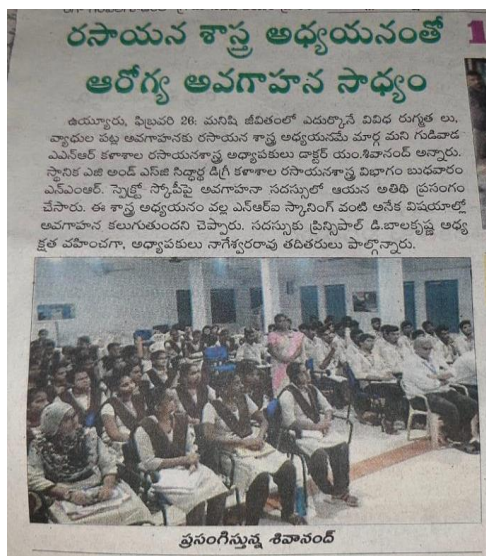 రసాయన శాస్త్ర అధ్యయనంతో
ఆరోగ్య అవగాహన సాధ్యం
ఉయ్యూరు, ఫిబ్రవరి 26: మనిషి జీవితంలో ఎదుర్కొనే వివిధ రుగ్మత లు,
వ్యాధుల పట్ల అవగాహనకు రసాయన శాస్త్ర అధ్యయనమే మార్గ మని గుడివాడ
ఎఎన్ఆర్ కళాశాల రసాయనశాస్త్ర అధ్యాపకులు డాక్టర్ యం.శివానంద్ అన్నారు.
స్థానిక ఎజి అండ్ ఎస్‌జి సిద్ధార్థ డిగ్రీ కళాశాల రసాయనశాస్త్ర విభాగం బుధవారం
ఎన్ఎంఆర్. స్పెక్ట్రో స్కోపీపై అవగాహనా సదస్సులో ఆయన అతిథి ప్రసంగం
చేసారు. ఈ శాస్త్ర అధ్యయనం వల్ల ఎన్ఆర్ఐ స్కానింగ్ వంటి అనేక విషయాల్లో
అవగాహన కలుగుతుందని చెప్పారు. సదస్సుకు ప్రిన్సిపాల్ డి.బాలకృష్ణ అధ్య
క్షత వహించగా, అధ్యాపకులు నాగేశ్వరరావు తదితరులు పాల్గొన్నారు.
ప్రసంగిస్తున్న శివానంద్